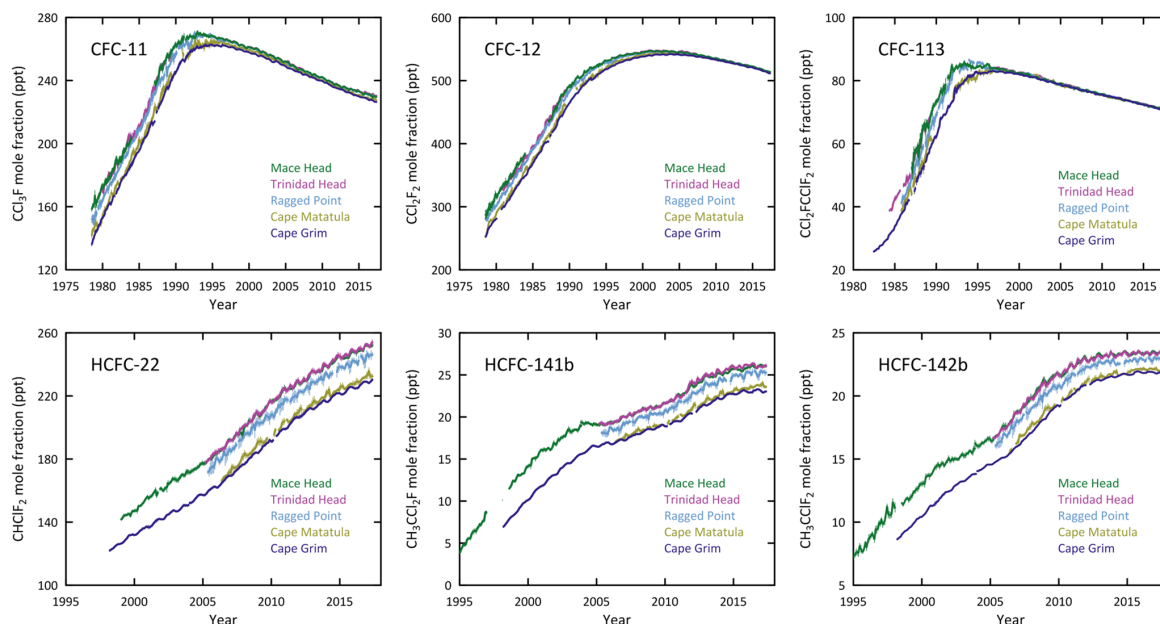 280
260
240
220
200
180
160
140
120
CCl₃F mole fraction (ppt)
CFC-11
Mace Head
Trinidad Head
Ragged Point
Cape Matatula
Cape Grim
1975 1980 1985 1990 1995 2000 2005 2010 2015
Year
600
500
400
300
200
CCl₂F₂ mole fraction (ppt)
CFC-12
Mace Head
Trinidad Head
Ragged Point
Cape Matatula
Cape Grim
1975 1980 1985 1990 1995 2000 2005 2010 2015
Year
100
80
60
40
20
CCl₂FCClF₂ mole fraction (ppt)
CFC-113
Mace Head
Trinidad Head
Ragged Point
Cape Matatula
Cape Grim
1980 1985 1990 1995 2000 2005 2010 2015
Year
260
220
180
140
100
CHClF₂ mole fraction (ppt)
HCFC-22
Mace Head
Trinidad Head
Ragged Point
Cape Matatula
Cape Grim
1995 2000 2005 2010 2015
Year
30
25
20
15
10
5
0
CH₃CCl₂F mole fraction (ppt)
HCFC-141b
Mace Head
Trinidad Head
Ragged Point
Cape Matatula
Cape Grim
1995 2000 2005 2010 2015
Year
25
20
15
10
5
CH₃CClF₂ mole fraction (ppt)
HCFC-142b
Mace Head
Trinidad Head
Ragged Point
Cape Matatula
Cape Grim
1995 2000 2005 2010 2015
Year